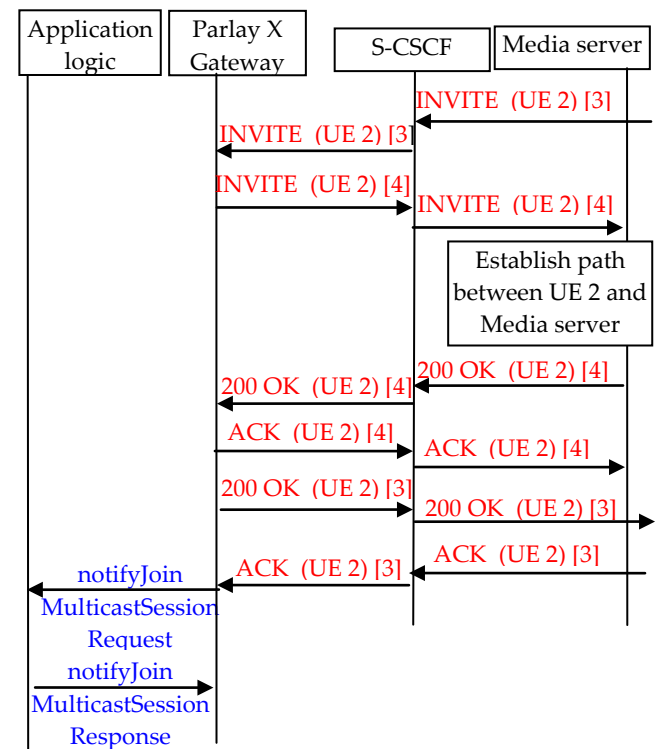 Application
logic
Parlay X
Gateway
S-CSCF
Media server
INVITE (UE 2) [3]
INVITE (UE 2) [3]
INVITE (UE 2) [4]
INVITE (UE 2) [4]
Establish path
between UE 2 and
Media server
200 OK (UE 2) [4]
200 OK (UE 2) [4]
ACK (UE 2) [4]
ACK (UE 2) [4]
200 OK (UE 2) [3]
200 OK (UE 2) [3]
ACK (UE 2) [3]
ACK (UE 2) [3]
notifyJoin
MulticastSession
Request
notifyJoin
MulticastSession
Response